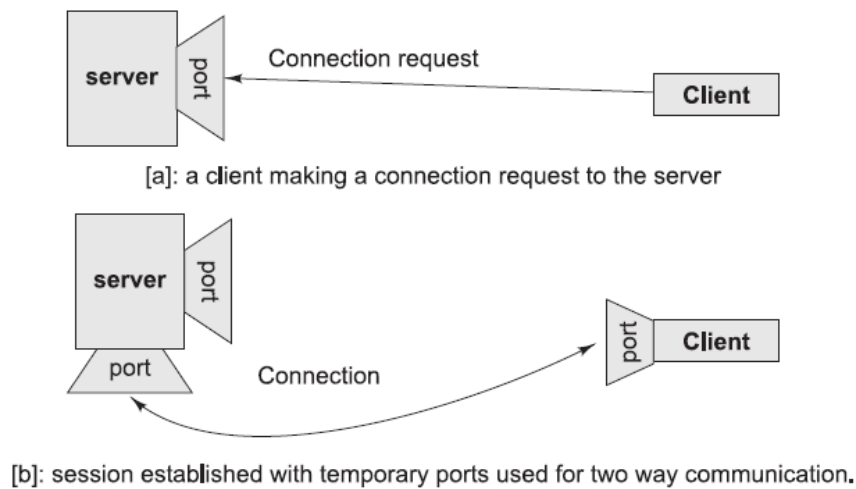 server
port
Connection request
Client
[a]: a client making a connection request to the server
server
port
port
Connection
port
Client
[b]: session established with temporary ports used for two way communication.